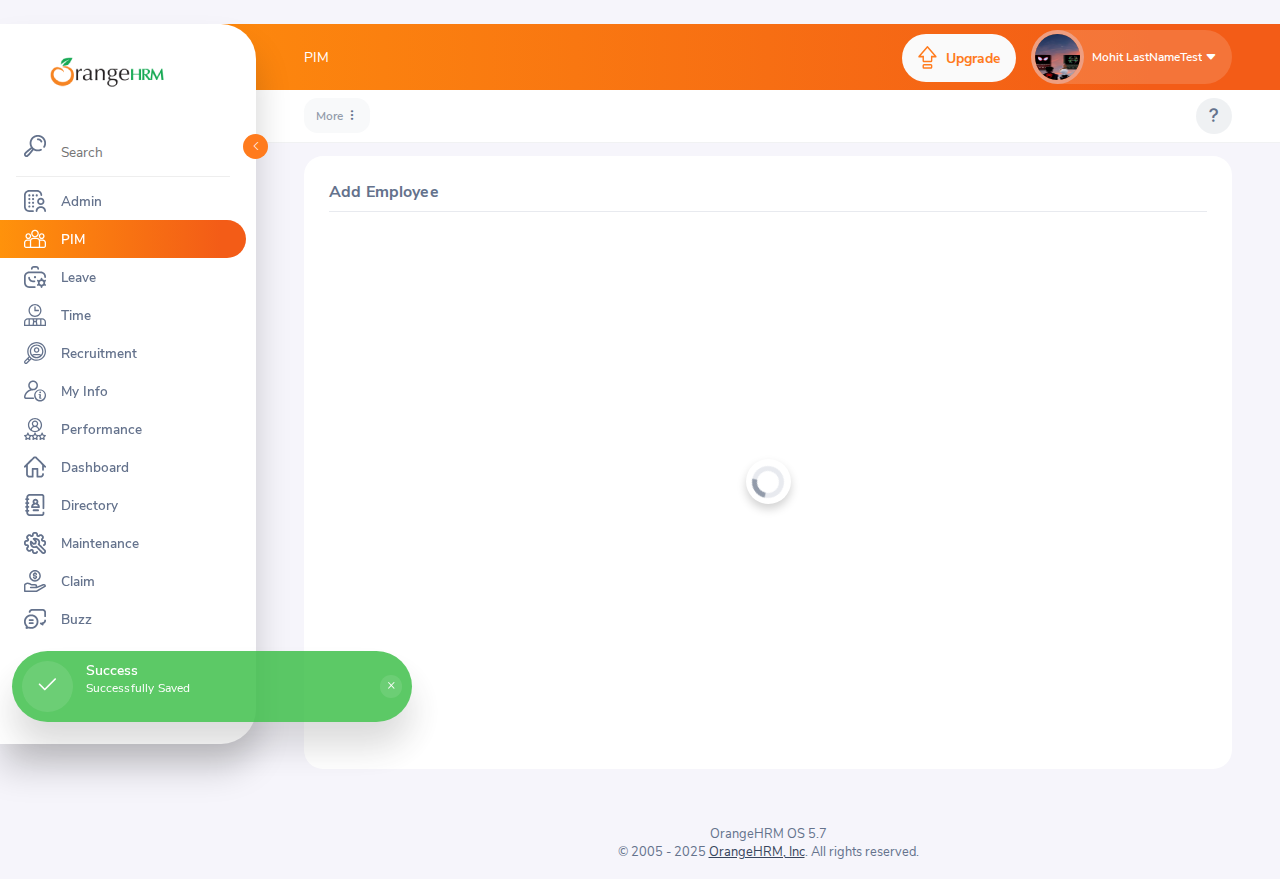 OrangeHRM
PIM
Upgrade
Mohit LastNameTest
Search
More
?
Admin
PIM
Leave
Time
Recruitment
My Info
Performance
Dashboard
Directory
Maintenance
Claim
Buzz
Add Employee
Success
Successfully Saved
×
OrangeHRM OS 5.7
© 2005 - 2025 OrangeHRM, Inc. All rights reserved.